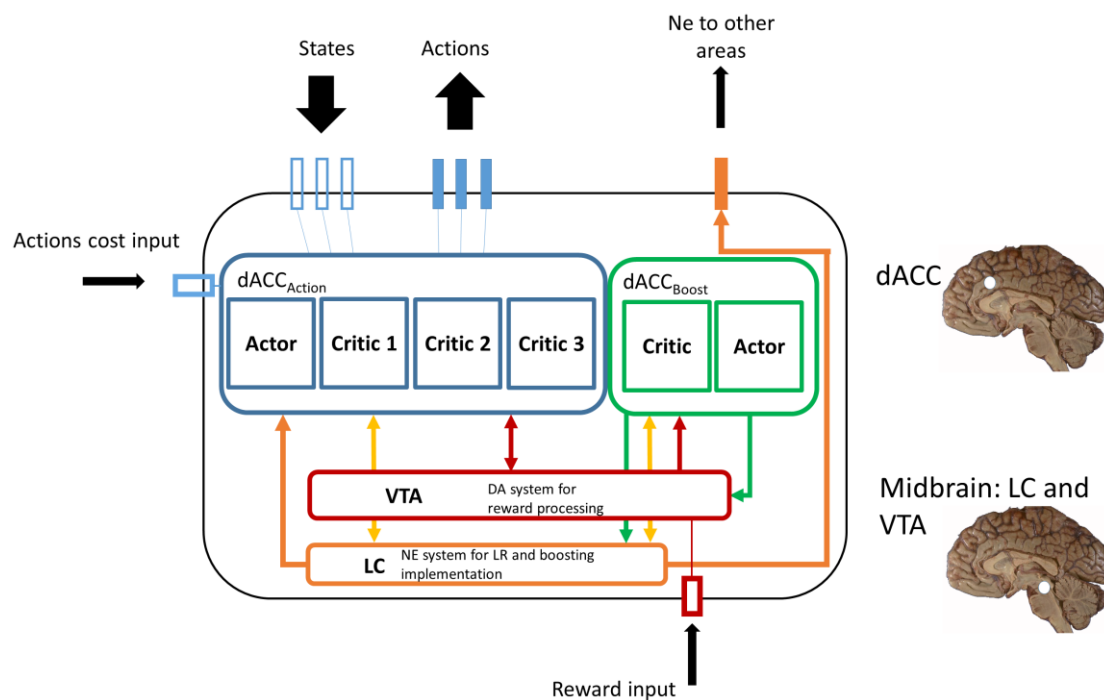 States
Actions
Ne to other
areas
Actions cost input
dACC_Action
Actor
Critic 1
Critic 2
Critic 3
dACC_Boost
Critic
Actor
dACC
VTA
DA system for
reward processing
LC
NE system for LR and boosting
implementation
Midbrain: LC and
VTA
Reward input